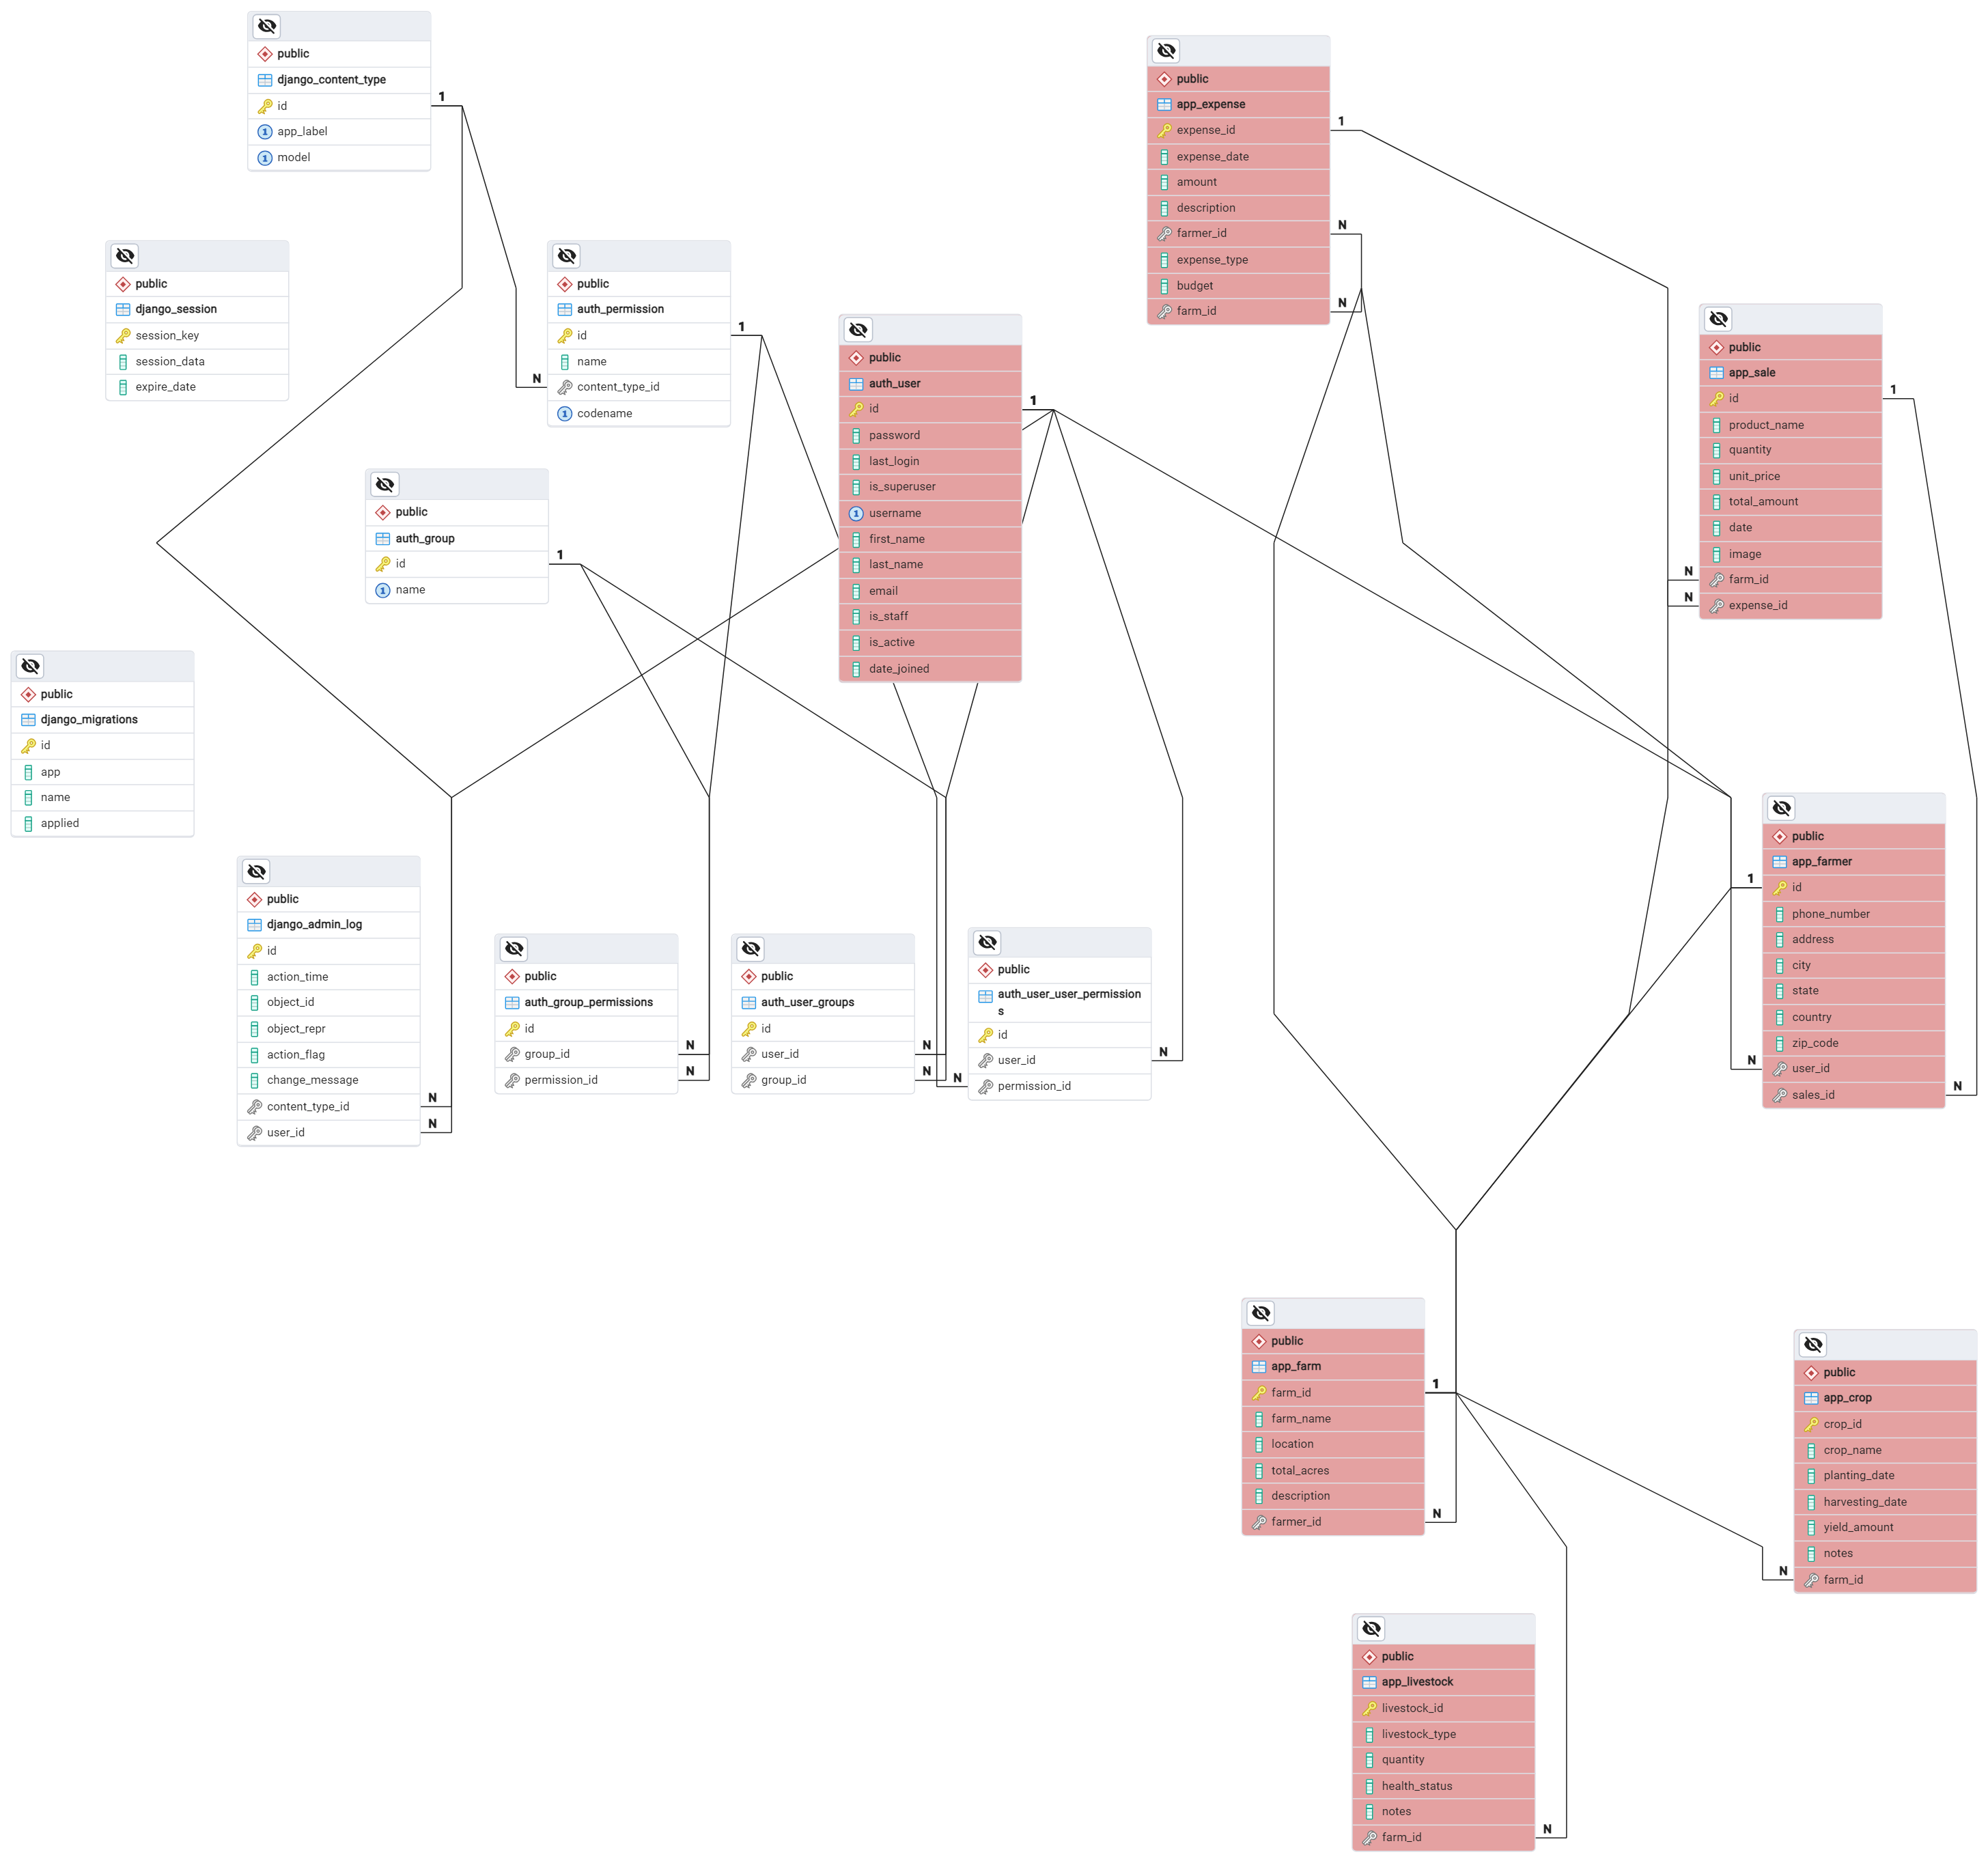 public
django_content_type
id
app_label
model
1
public
app_expense
expense_id
expense_date
amount
description
farmer_id
expense_type
budget
farm_id
1
N
N
public
django_session
session_key
session_data
expire_date
public
auth_permission
id
name
content_type_id
codename
1
N
public
auth_user
id
password
last_login
is_superuser
1 username
first_name
last_name
email
is_staff
is_active
date_joined
1
public
app_sale
id
product_name
quantity
unit_price
total_amount
date
image
farm_id
expense_id
1
N
N
public
auth_group
id
name
1
public
django_migrations
id
app
name
applied
public
app_farmer
id
phone_number
address
city
state
country
zip_code
user_id
sales_id
1
N
N
public
django_admin_log
id
action_time
object_id
object_repr
action_flag
change_message
content_type_id
user_id
N
N
public
auth_group_permissions
id
group_id
permission_id
N
N
public
auth_user_groups
id
user_id
group_id
N
N
public
auth_user_user_permission
s
id
user_id
permission_id
N
N
public
app_farm
farm_id
farm_name
location
total_acres
description
farmer_id
1
N
public
app_crop
crop_id
crop_name
planting_date
harvesting_date
yield_amount
notes
farm_id
N
public
app_livestock
livestock_id
livestock_type
quantity
health_status
notes
farm_id
N